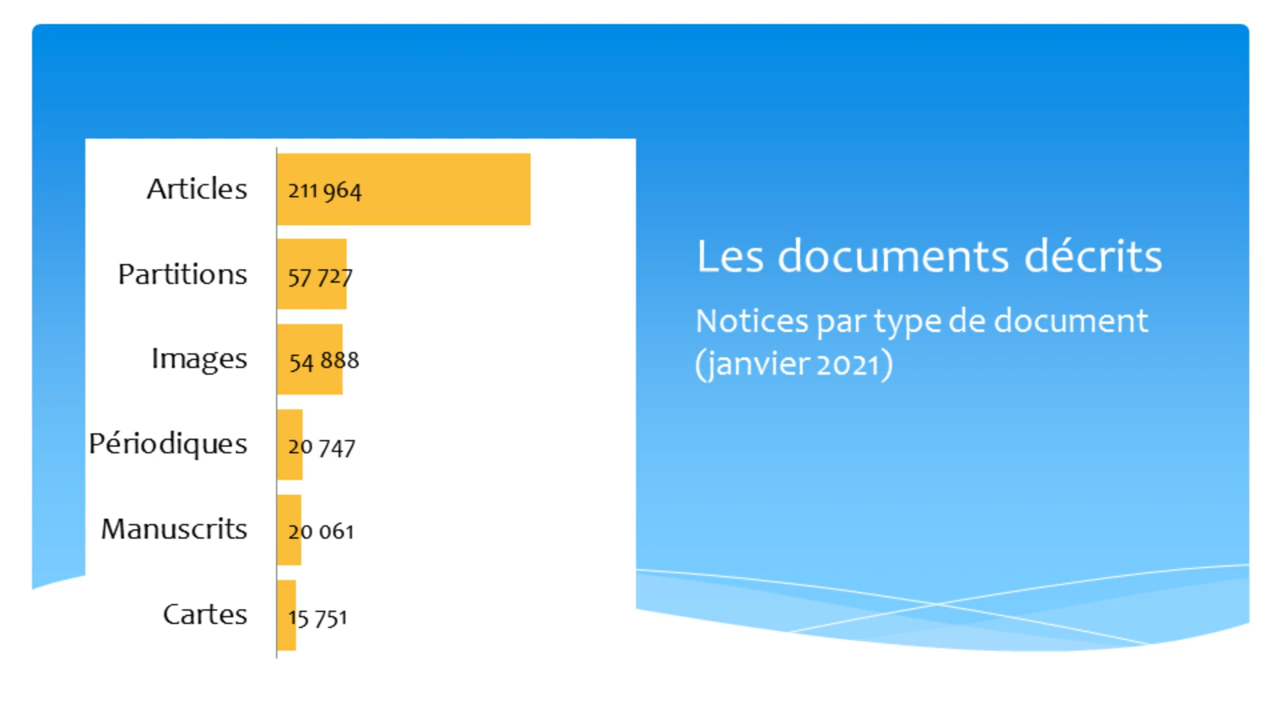 Articles 211 964
Partitions 57 727
Images 54 888
Périodiques 20 747
Manuscrits 20 061
Cartes 15 751
Les documents décrits
Notices par type de document
(janvier 2021)